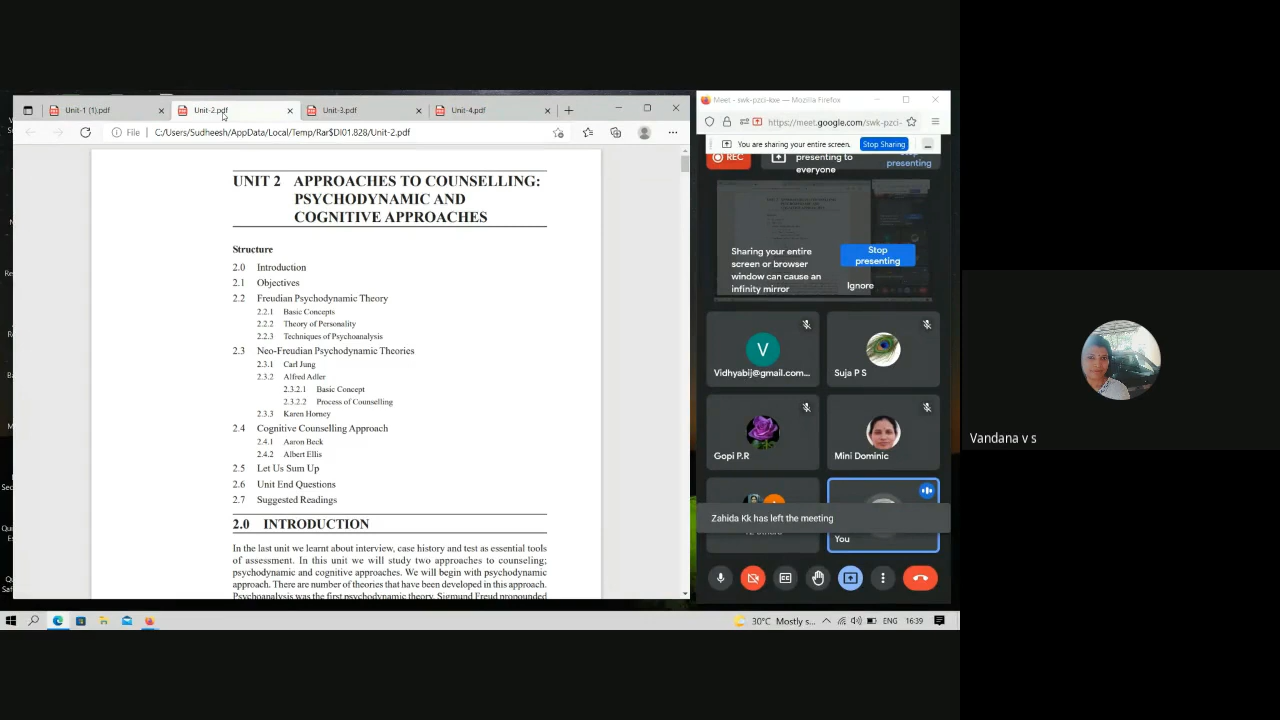 Unit-1 (1).pdf
Unit-2.pdf
Unit-3.pdf
Unit-4.pdf
File
C:/Users/Sudheesh/AppData/Local/Temp/Rar$DI01.828/Unit-2.pdf
UNIT 2 APPROACHES TO COUNSELLING:
PSYCHODYNAMIC AND
COGNITIVE APPROACHES
Structure
2.0 Introduction
2.1 Objectives
2.2 Freudian Psychodynamic Theory
2.2.1 Basic Concepts
2.2.2 Theory of Personality
2.2.3 Techniques of Psychoanalysis
2.3 Neo-Freudian Psychodynamic Theories
2.3.1 Carl Jung
2.3.2 Alfred Adler
2.3.2.1 Basic Concept
2.3.2.2 Process of Counselling
2.3.3 Karen Horney
2.4 Cognitive Counselling Approach
2.4.1 Aaron Beck
2.4.2 Albert Ellis
2.5 Let Us Sum Up
2.6 Unit End Questions
2.7 Suggested Readings
2.0 INTRODUCTION
In the last unit we learnt about interview, case history and test as essential tools
of assessment. In this unit we will study two approaches to counseling;
psychodynamic and cognitive approaches. We will begin with psychodynamic
approach. There are number of theories that have been developed in this approach.
Psychoanalysis was the first psychodynamic theory. Sigmund Freud propounded
Mozilla Firefox
https://meet.google.com/swk-pzci-
You are sharing your entire screen.
Stop Sharing
REC
presenting to
everyone
presenting
Sharing your entire
screen or browser
window can cause an
infinity mirror
Stop
presenting
Ignore
V
Vidhyabij@gmail.com...
Suja P S
Gopi P.R
Mini Dominic
Zahida Kk has left the meeting
You
30°C Mostly s...
ENG
16:39
Vandana v s